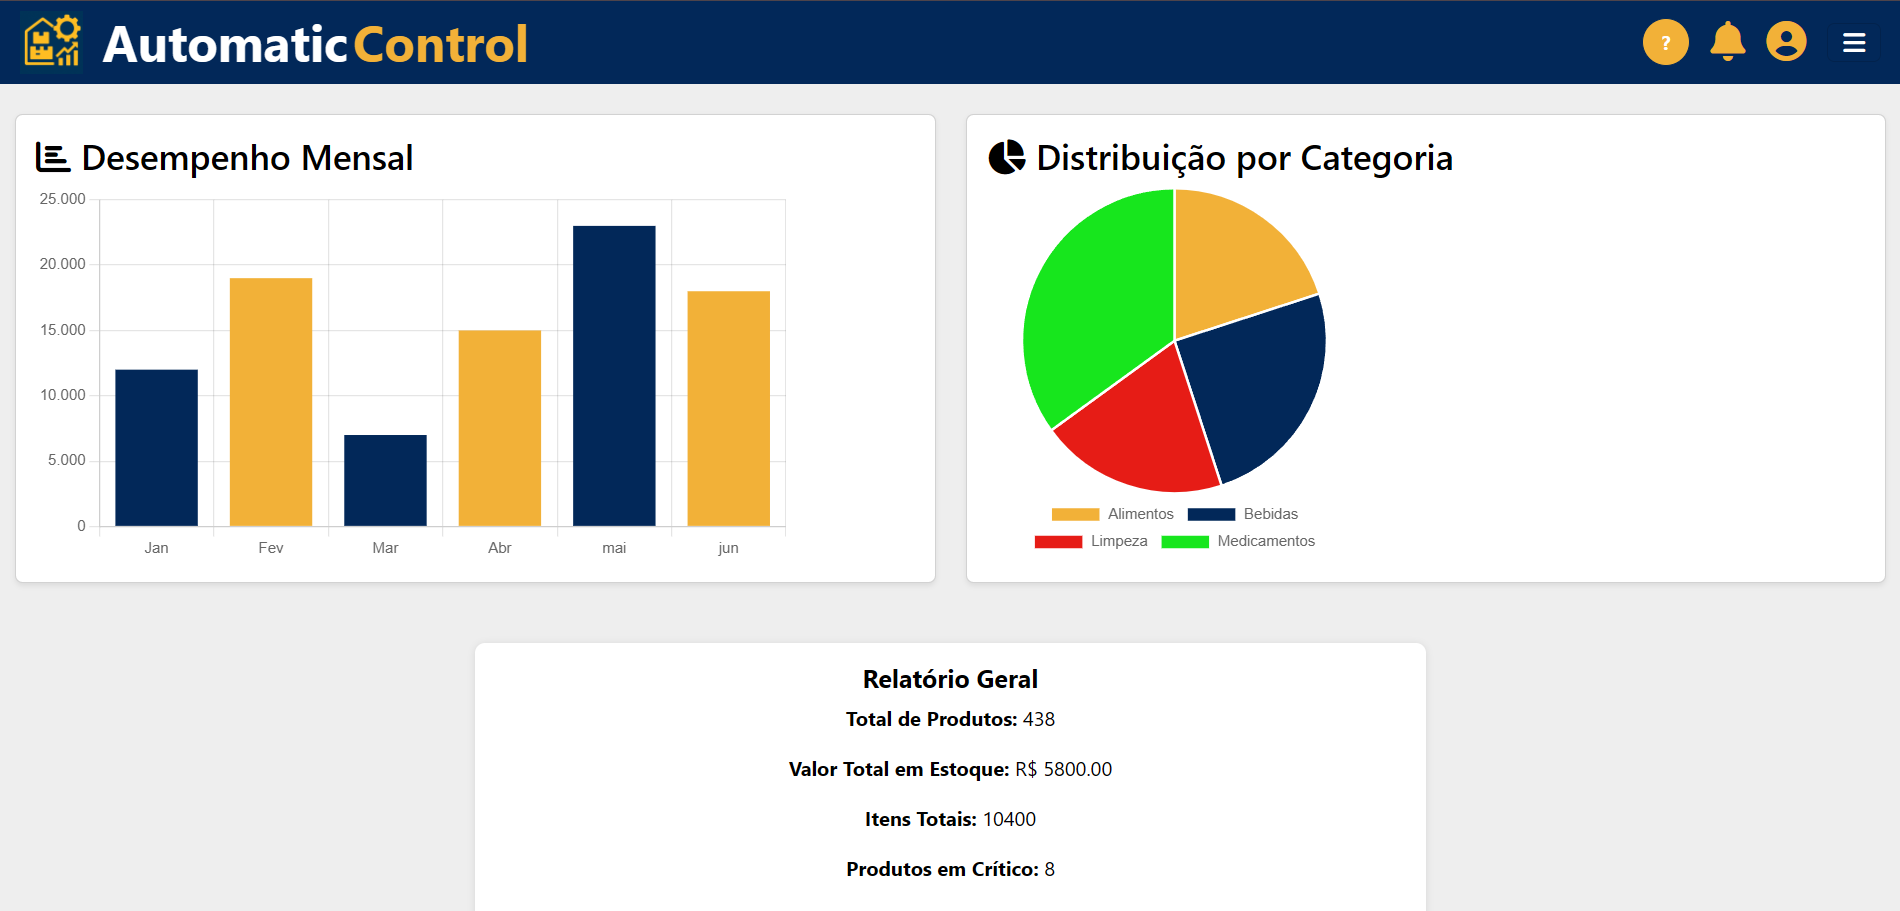 AutomaticControl
?
Desempenho Mensal
25.000
20.000
15.000
10.000
5.000
0
Jan Fev Mar Abr mai jun
Distribuição por Categoria
Alimentos Bebidas
Limpeza Medicamentos
Relatório Geral
Total de Produtos: 438
Valor Total em Estoque: R$ 5800.00
Itens Totais: 10400
Produtos em Crítico: 8